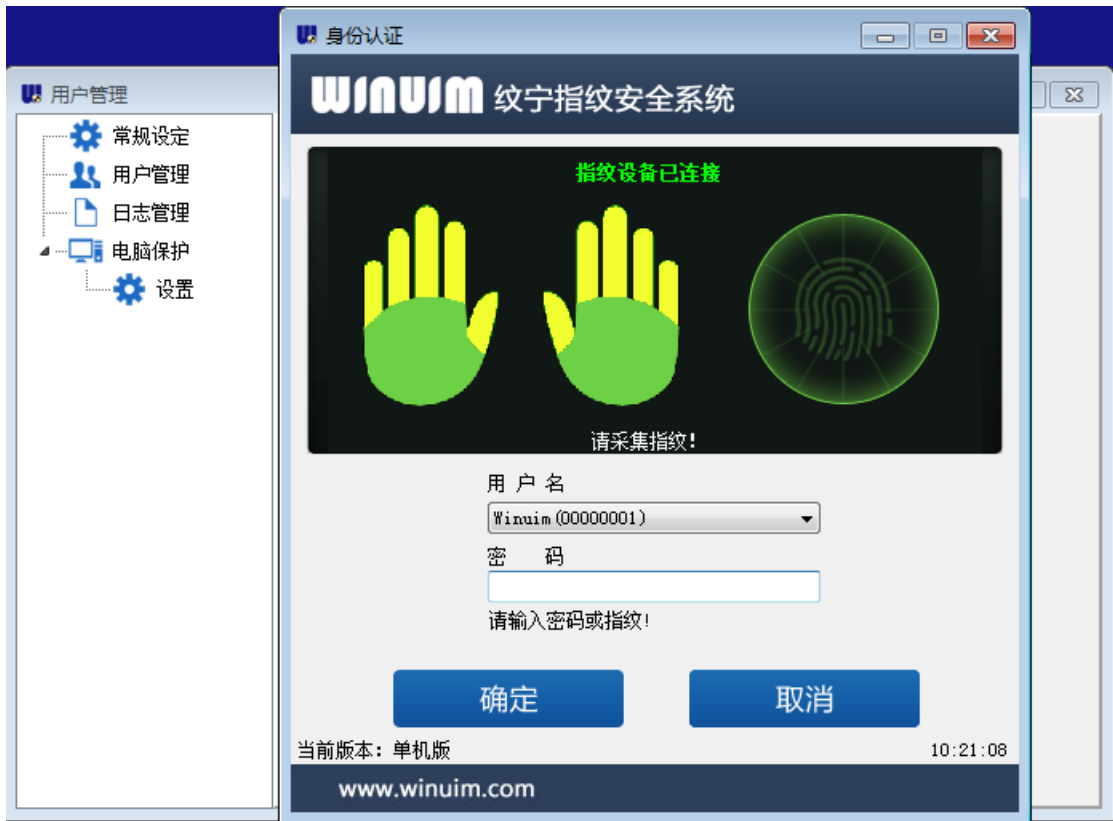 身份认证
用户管理
常规设定
用户管理
日志管理
电脑保护
设置
WINUIM 纹宁指纹安全系统
指纹设备已连接
请采集指纹!
用 户 名
Winuim(00000001)
密 码
请输入密码或指纹!
确定
取消
当前版本: 单机版
10:21:08
www.winuim.com